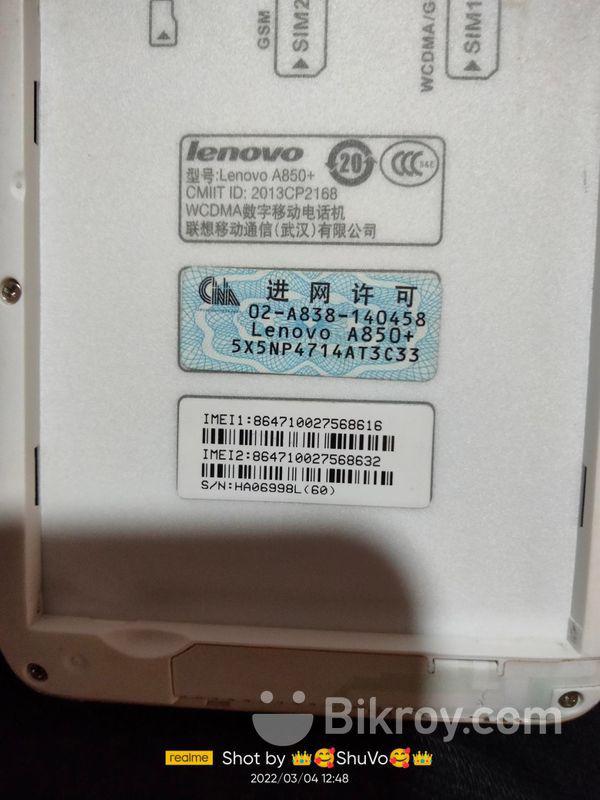 GSM
SIM2
WCDMA/G
SIM1
lenovo
20
CCC S&E
型号:Lenovo A850+
CMIIT ID: 2013CP2168
WCDMA数字移动电话机
联想移动通信(武汉)有限公司
进网许可
02-A838-140458
Lenovo A850+
5X5NP4714AT3C33
IMEI1:864710027568616
IMEI2:864710027568632
S/N:HA06998L(60)
Bikroy.com
realme Shot by 👑🥰ShuVo🥰👑
2022/03/04 12:48